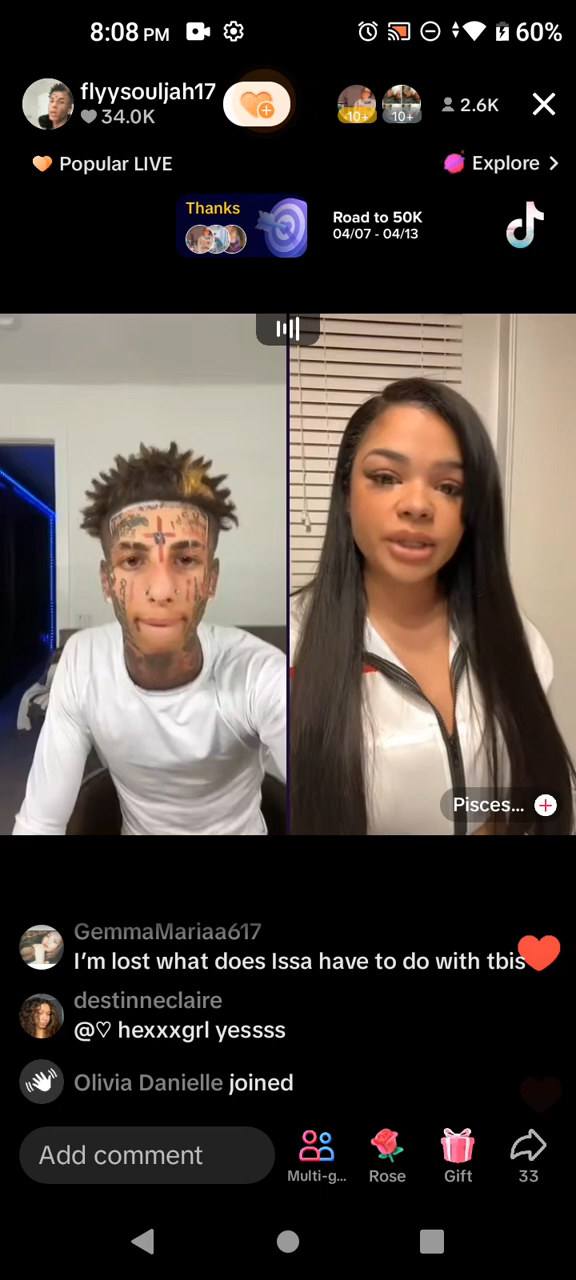 8:08 PM 60%
flyysouljah17
34.0K
10+ 10+ 2.6K
Popular LIVE Explore >
Thanks
Road to 50K
04/07 - 04/13
Pisces...
GemmaMariaa617
I'm lost what does Issa have to do with tbis
destinneclaire
@♡ hexxxgrl yessss
Olivia Danielle joined
Add comment
Multi-g... Rose Gift 33